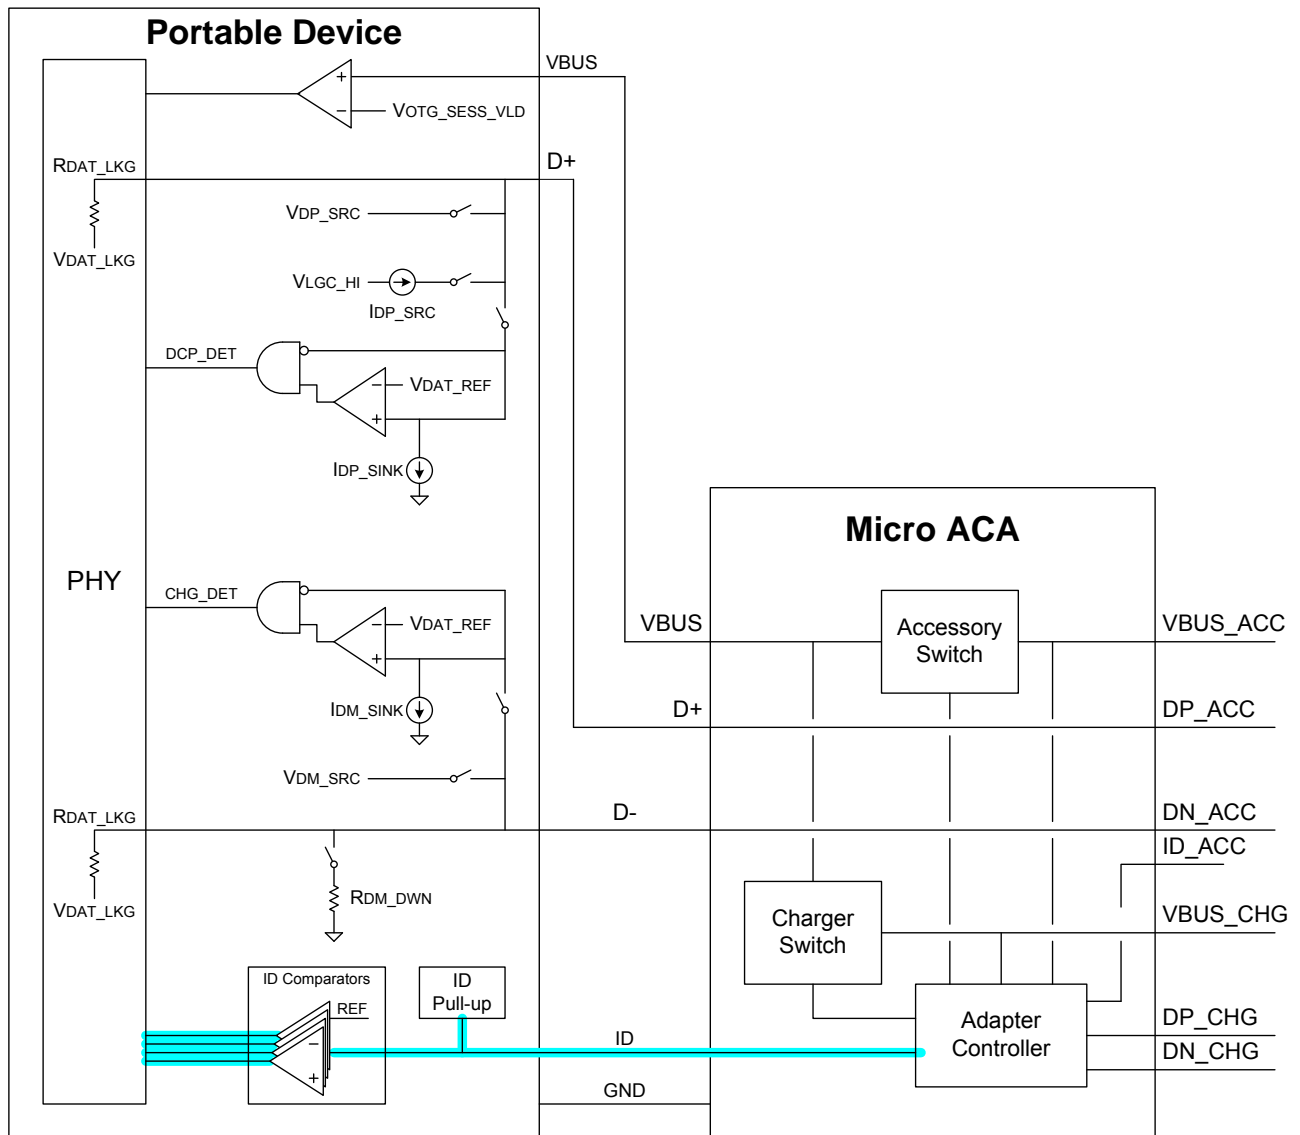 Portable Device
VBUS
+
−
VOTG_SESS_VLD
RDAT_LKG
D+
VDP_SRC
VDAT_LKG
VLGC_HI
IDP_SRC
DCP_DET
−
VDAT_REF
+
IDP_SINK
Micro ACA
PHY
CHG_DET
−
VDAT_REF
+
VBUS
Accessory
Switch
VBUS_ACC
IDM_SINK
D+
DP_ACC
VDM_SRC
RDAT_LKG
D-
DN_ACC
ID_ACC
RDM_DWN
VDAT_LKG
Charger
Switch
VBUS_CHG
ID Comparators
ID
Pull-up
REF
−
+
ID
Adapter
Controller
DP_CHG
DN_CHG
GND